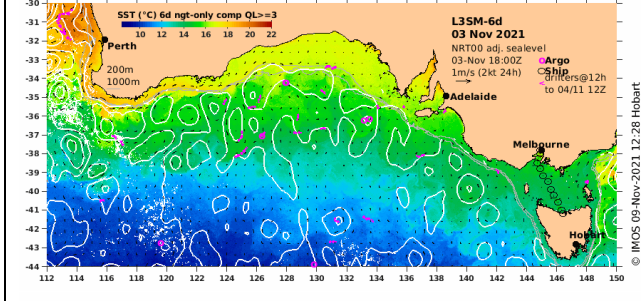 SST (°C) 6d ngt-only comp QL>=3
10 12 14 16 18 20 22
L3SM-6d
03 Nov 2021
NRT00 adj. sealevel
03-Nov 18:00Z
1m/s (2kt 24h)
Argo
Ship
drifters@12h
to 04/11 12Z
Perth
200m
1000m
Adelaide
Melbourne
Hobart
-30
-31
-32
-33
-34
-35
-36
-37
-38
-39
-40
-41
-42
-43
-44
112 114 116 118 120 122 124 126 128 130 132 134 136 138 140 142 144 146 148 150
© IMOS 09-Nov-2021 12:28 Hobart